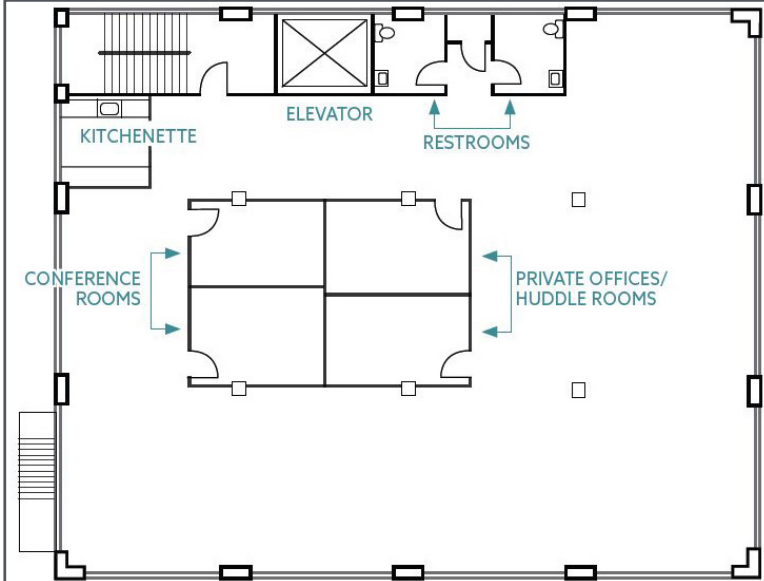 ELEVATOR
KITCHENETTE
RESTROOMS
CONFERENCE
ROOMS
PRIVATE OFFICES/
HUDDLE ROOMS